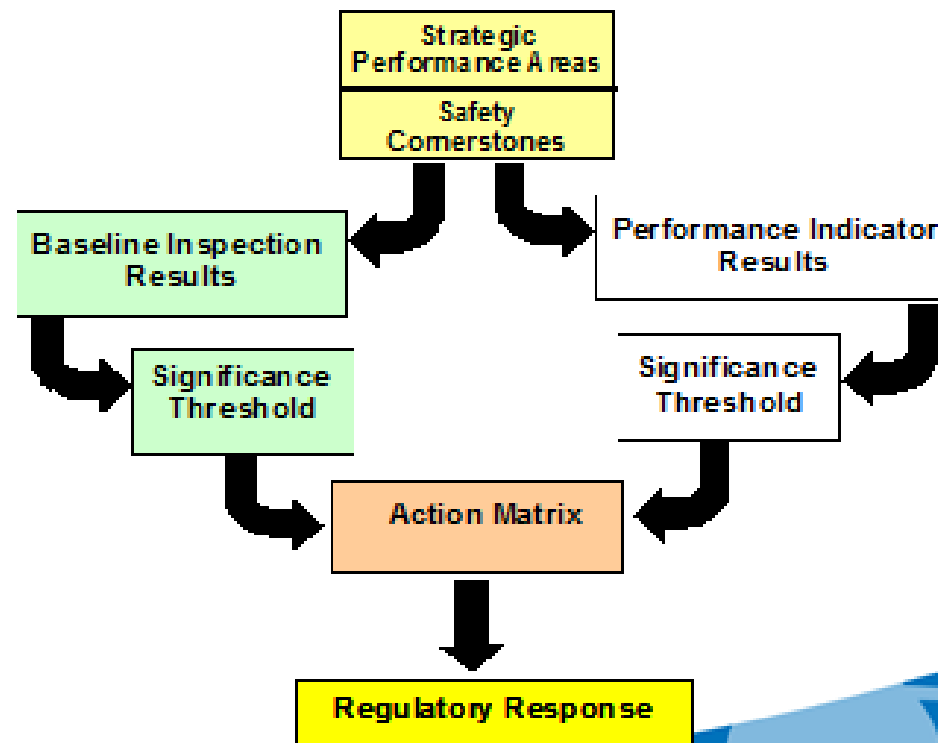 Strategic
Performance Areas
Safety
Cornerstones
Baseline Inspection
Results
Performance Indicator
Results
Significance
Threshold
Significance
Threshold
Action Matrix
Regulatory Response